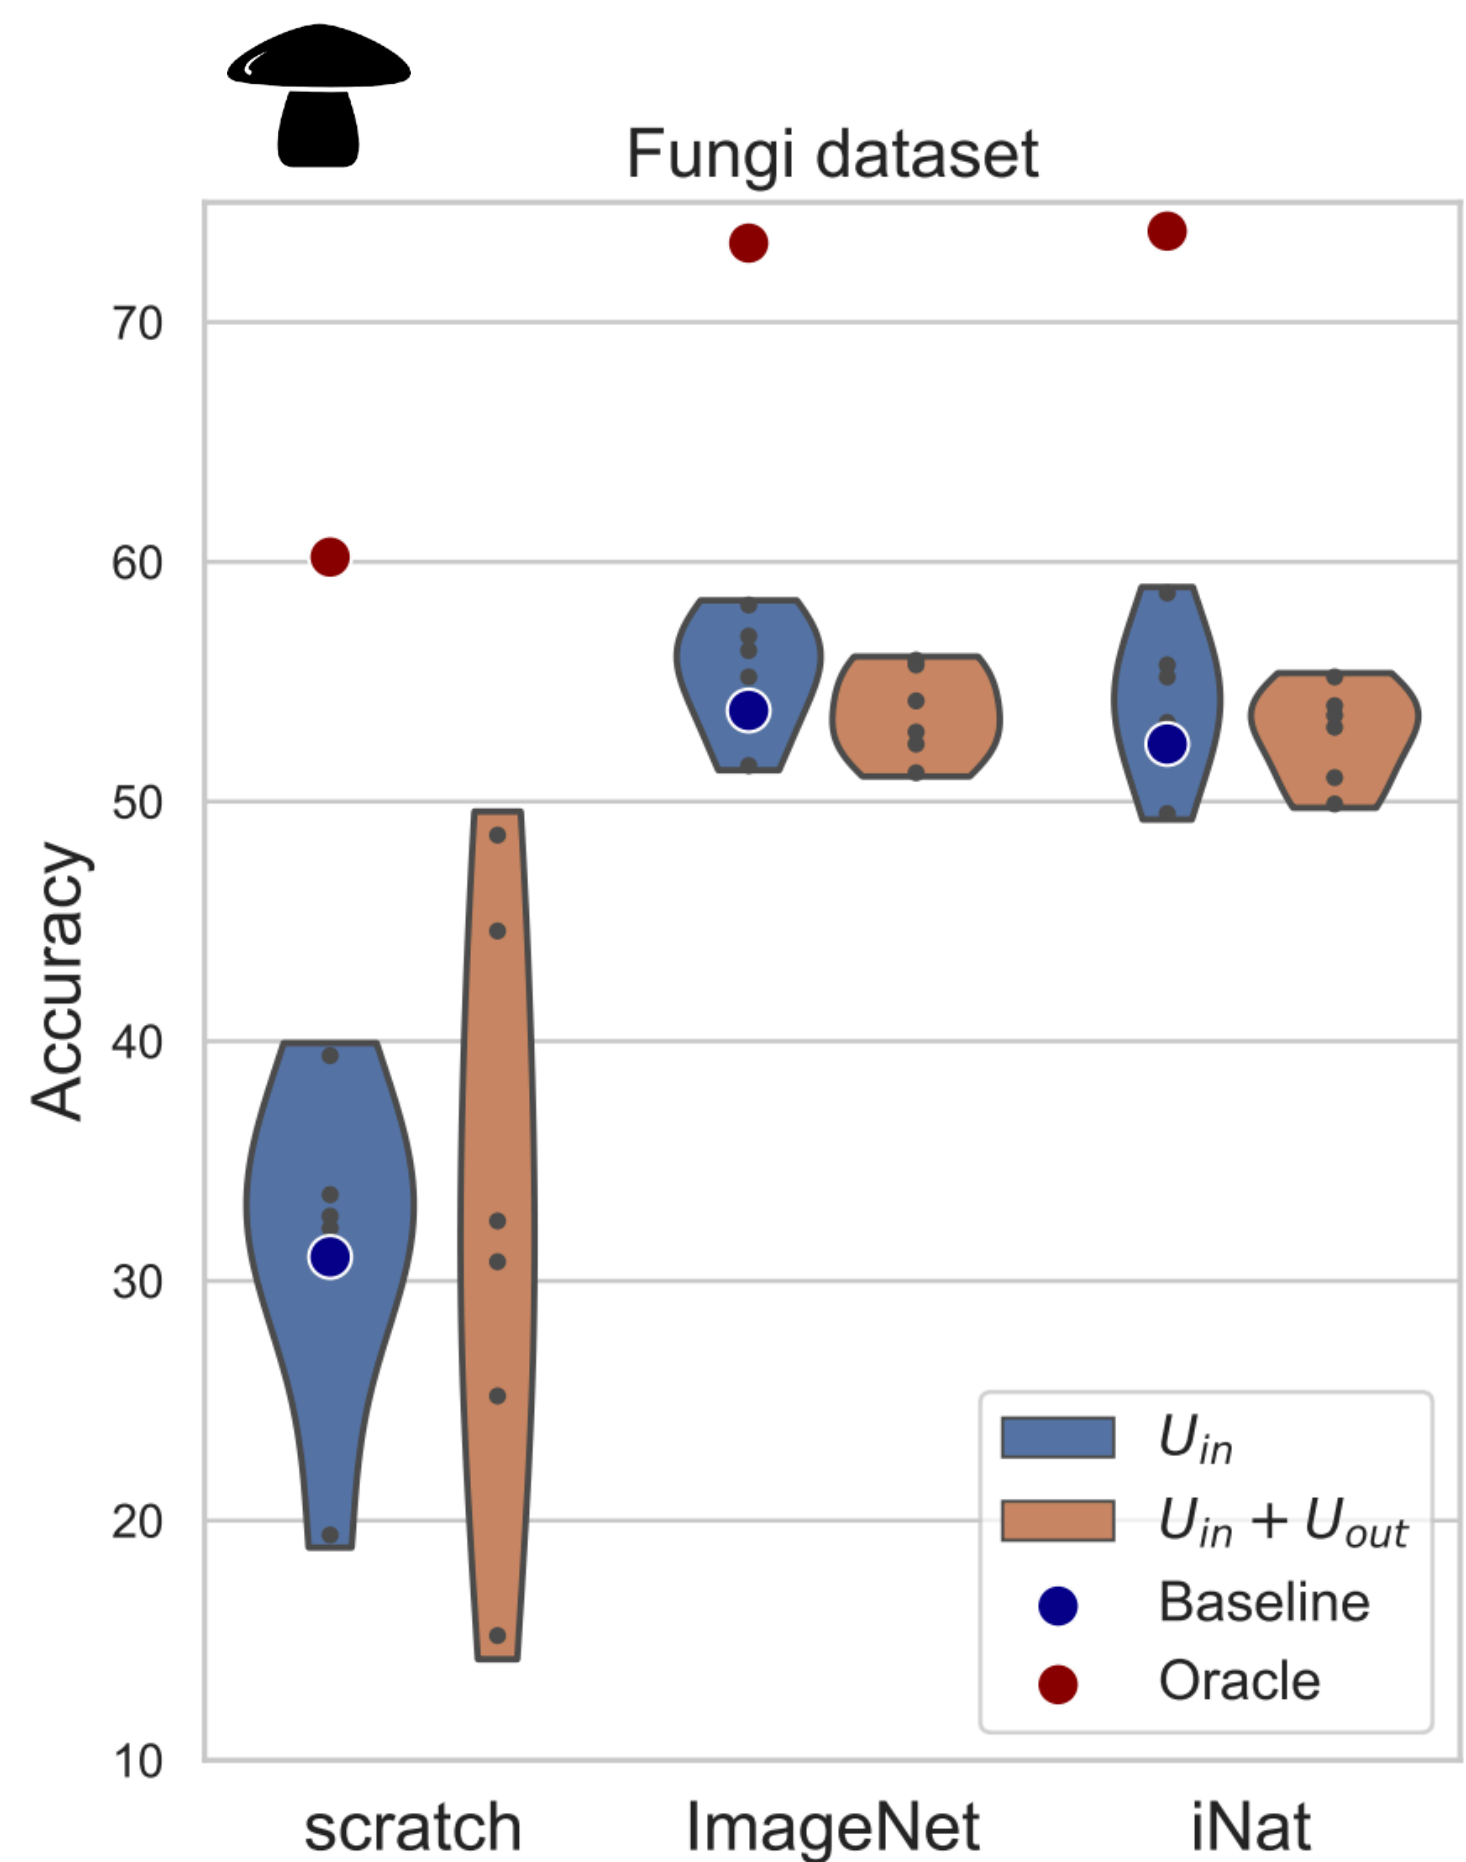 Fungi dataset
Accuracy
70
60
50
40
30
20
10
scratch
ImageNet
iNat
U_in
U_in + U_out
Baseline
Oracle